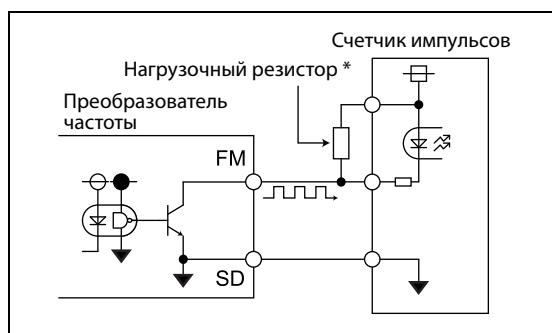 Счетчик импульсов
Нагрузочный резистор *
Преобразователь
частоты
FM
SD